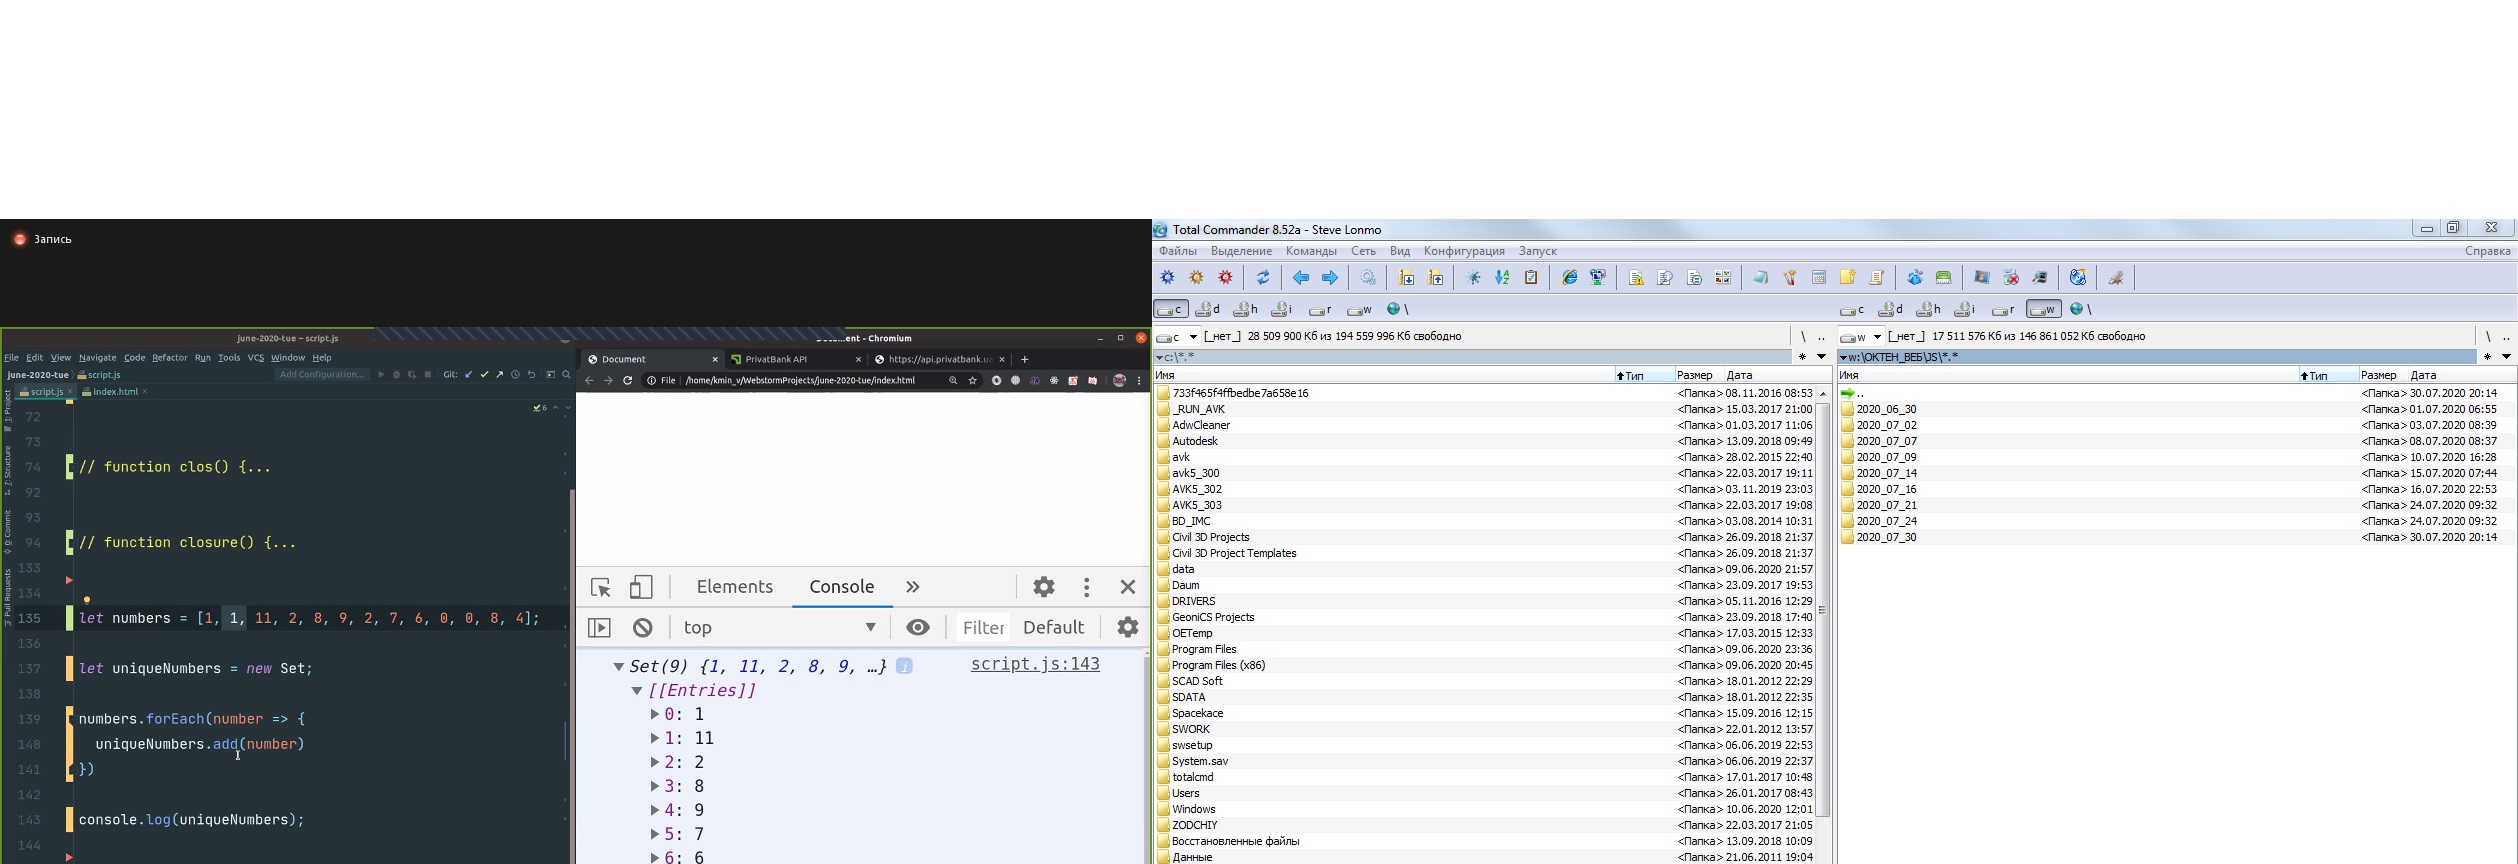 Запись
june-2020-tue – script.js
File Edit View Navigate Code Refactor Run Tools VCS Window Help
june-2020-tue script.js Add Configuration... Git:
script.js index.html
6
1: Project
7: Structure
0: Commit
Pull Requests
72
73
74 // function clos() {...
92
93
94 // function closure() {...
133
134
135 let numbers = [1, 1, 11, 2, 8, 9, 2, 7, 6, 0, 0, 8, 4];
136
137 let uniqueNumbers = new Set;
138
139 numbers.forEach(number => {
140 uniqueNumbers.add(number)
141 })
142
143 console.log(uniqueNumbers);
144
Document - Chromium
Document PrivatBank API https://api.privatbank.ua
File /home/kmin_v/WebstormProjects/june-2020-tue/index.html
Elements Console
top Filter Default
Set(9) {1, 11, 2, 8, 9, …} script.js:143
[[Entries]]
0: 1
1: 11
2: 2
3: 8
4: 9
5: 7
6: 6
Total Commander 8.52a - Steve Lonmo
Файлы Выделение Команды Сеть Вид Конфигурация Запуск Справка
c d h i r w \
c [_нет_] 28 509 900 Кб из 194 559 996 Кб свободно \ ..
c:\*.* * ▼
Имя Тип Размер Дата
733f465f4ffbedbe7a658e16 <Папка> 08.11.2016 08:53
_RUN_AVK <Папка> 15.03.2017 21:00
AdwCleaner <Папка> 01.03.2017 11:06
Autodesk <Папка> 13.09.2018 09:49
avk <Папка> 28.02.2015 22:40
avk5_300 <Папка> 22.03.2017 19:11
AVK5_302 <Папка> 03.11.2019 23:03
AVK5_303 <Папка> 22.03.2017 19:08
BD_IMC <Папка> 03.08.2014 10:31
Civil 3D Projects <Папка> 26.09.2018 21:37
Civil 3D Project Templates <Папка> 26.09.2018 21:37
data <Папка> 09.06.2020 21:57
Daum <Папка> 23.09.2017 19:53
DRIVERS <Папка> 05.11.2016 12:29
GeoniCS Projects <Папка> 23.09.2018 17:40
OETemp <Папка> 17.03.2015 12:33
Program Files <Папка> 09.06.2020 23:36
Program Files (x86) <Папка> 09.06.2020 20:45
SCAD Soft <Папка> 18.01.2012 22:29
SDATA <Папка> 18.01.2012 22:35
Spacekace <Папка> 15.09.2016 12:15
SWORK <Папка> 22.01.2012 13:57
swsetup <Папка> 06.06.2019 22:53
System.sav <Папка> 06.06.2019 22:37
totalcmd <Папка> 17.01.2017 10:48
Users <Папка> 26.01.2017 08:43
Windows <Папка> 10.06.2020 12:01
ZODCHIY <Папка> 22.03.2017 21:05
Восстановленные файлы <Папка> 13.09.2018 10:09
Данные <Папка> 21.06.2011 19:04
c d h i r w \
w [_нет_] 17 511 576 Кб из 146 861 052 Кб свободно \ ..
w:\ОКТЕН_ВЕБ\JS\*.* * ▼
Имя Тип Размер Дата
.. <Папка> 30.07.2020 20:14
2020_06_30 <Папка> 01.07.2020 06:55
2020_07_02 <Папка> 03.07.2020 08:39
2020_07_07 <Папка> 08.07.2020 08:37
2020_07_09 <Папка> 10.07.2020 16:28
2020_07_14 <Папка> 15.07.2020 07:44
2020_07_16 <Папка> 16.07.2020 22:53
2020_07_21 <Папка> 24.07.2020 09:32
2020_07_24 <Папка> 24.07.2020 09:32
2020_07_30 <Папка> 30.07.2020 20:14